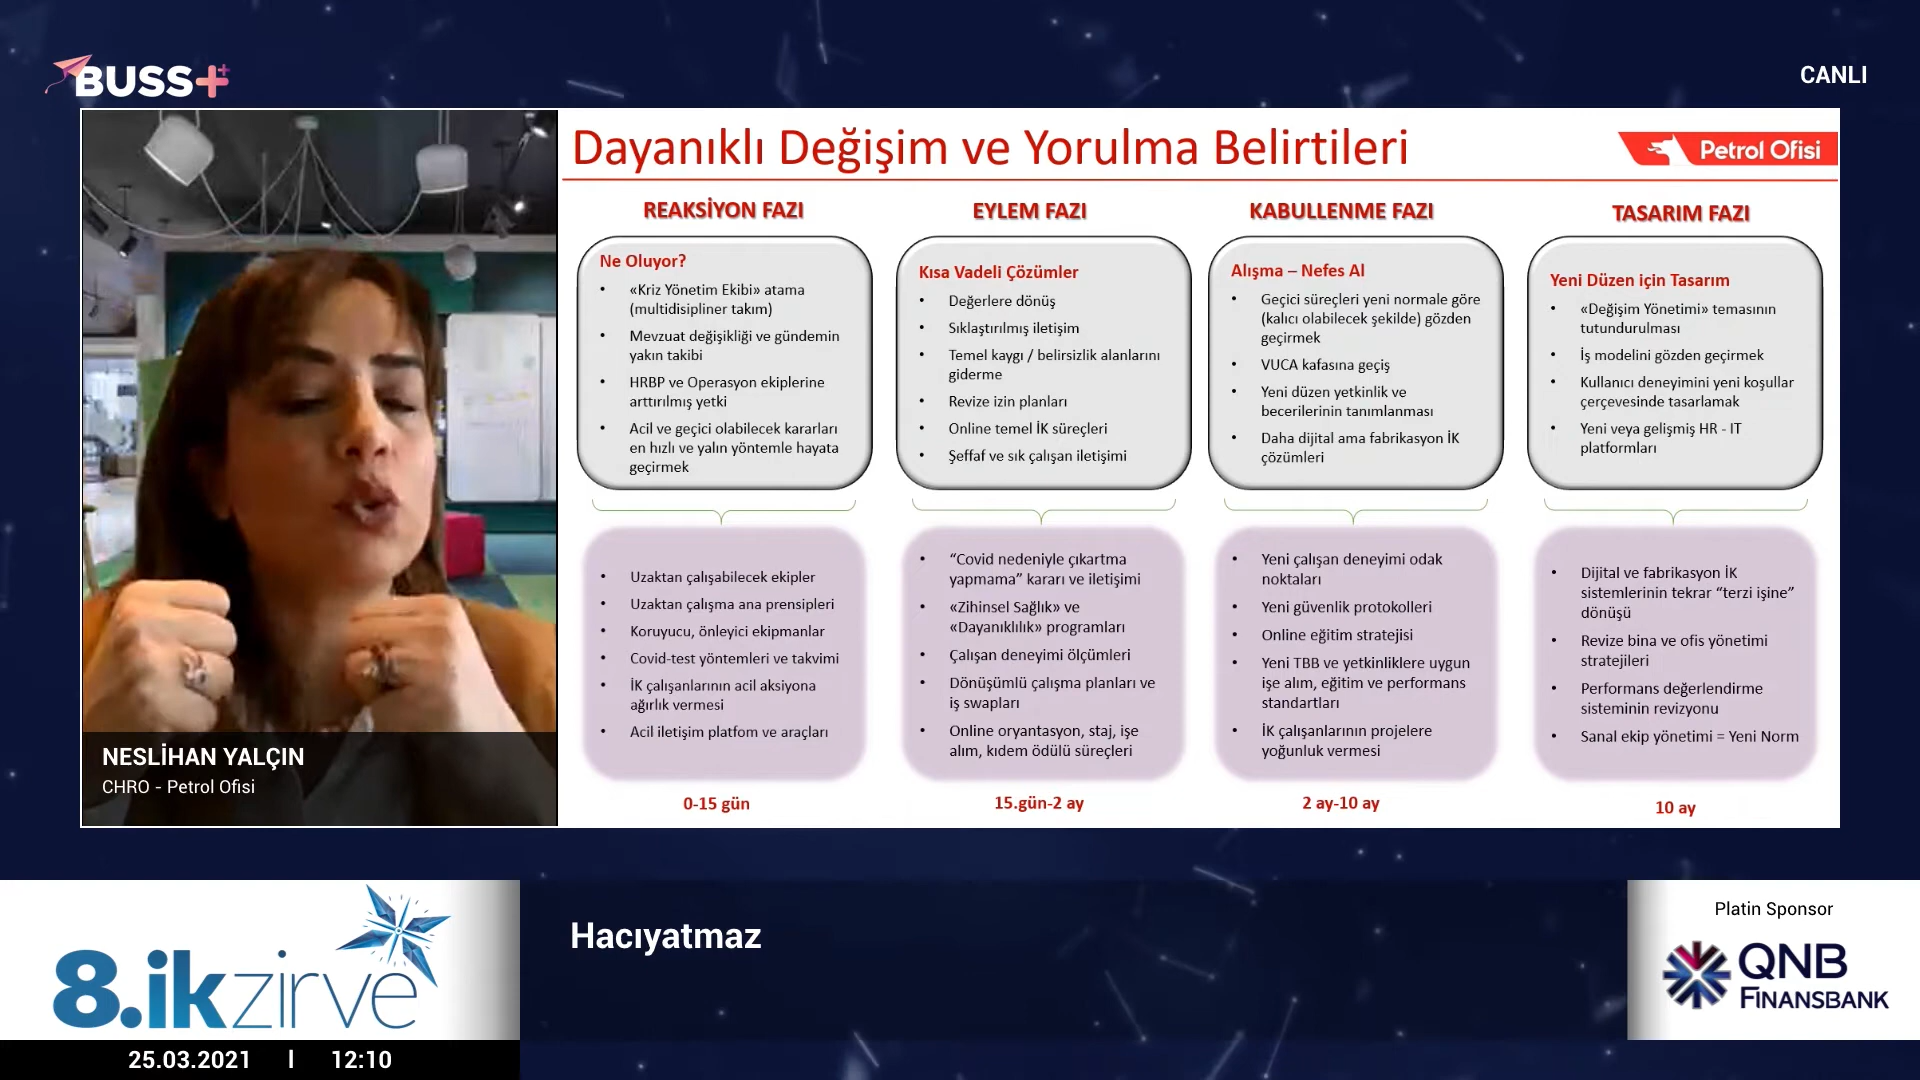 BUSS++
CANLI
Dayanıklı Değişim ve Yorulma Belirtileri
Petrol Ofisi
REAKSİYON FAZI
Ne Oluyor?
• «Kriz Yönetim Ekibi» atama
(multidisipliner takım)
• Mevzuat değişikliği ve gündemin
yakın takibi
• HRBP ve Operasyon ekiplerine
arttırılmış yetki
• Acil ve geçici olabilecek kararları
en hızlı ve yalın yöntemle hayata
geçirmek
• Uzaktan çalışabilecek ekipler
• Uzaktan çalışma ana prensipleri
• Koruyucu, önleyici ekipmanlar
• Covid-test yöntemleri ve takvimi
• İK çalışanlarının acil aksiyona
ağırlık vermesi
• Acil iletişim platfom ve araçları
0-15 gün
EYLEM FAZI
Kısa Vadeli Çözümler
• Değerlere dönüş
• Sıklaştırılmış iletişim
• Temel kaygı / belirsizlik alanlarını
giderme
• Revize izin planları
• Online temel İK süreçleri
• Şeffaf ve sık çalışan iletişimi
• “Covid nedeniyle çıkartma
yapmama” kararı ve iletişimi
• «Zihinsel Sağlık» ve
«Dayanıklılık» programları
• Çalışan deneyimi ölçümleri
• Dönüşümlü çalışma planları ve
iş swapları
• Online oryantasyon, staj, işe
alım, kıdem ödülü süreçleri
15.gün-2 ay
KABULLENME FAZI
Alışma – Nefes Al
• Geçici süreçleri yeni normale göre
(kalıcı olabilecek şekilde) gözden
geçirmek
• VUCA kafasına geçiş
• Yeni düzen yetkinlik ve
becerilerinin tanımlanması
• Daha dijital ama fabrikasyon İK
çözümleri
• Yeni çalışan deneyimi odak
noktaları
• Yeni güvenlik protokolleri
• Online eğitim stratejisi
• Yeni TBB ve yetkinliklere uygun
işe alım, eğitim ve performans
standartları
• İK çalışanlarının projelere
yoğunluk vermesi
2 ay-10 ay
TASARIM FAZI
Yeni Düzen için Tasarım
• «Değişim Yönetimi» temasının
tutundurulması
• İş modelini gözden geçirmek
• Kullanıcı deneyimini yeni koşullar
çerçevesinde tasarlamak
• Yeni veya gelişmiş HR - IT
platformları
• Dijital ve fabrikasyon İK
sistemlerinin tekrar “terzi işine”
dönüşü
• Revize bina ve ofis yönetimi
stratejileri
• Performans değerlendirme
sisteminin revizyonu
• Sanal ekip yönetimi = Yeni Norm
10 ay
NESLİHAN YALÇIN
CHRO - Petrol Ofisi
8.ikzirve
25.03.2021 | 12:10
Hacıyatmaz
Platin Sponsor
QNB
FINANSBANK